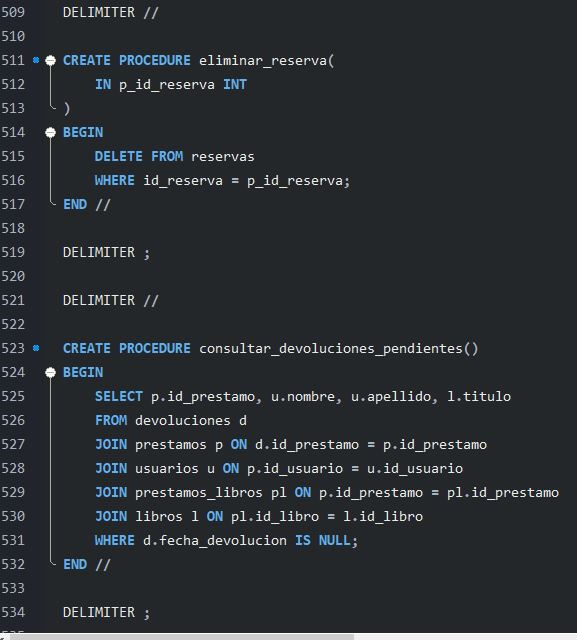 509 DELIMITER //
510
511 CREATE PROCEDURE eliminar_reserva(
512 IN p_id_reserva INT
513 )
514 BEGIN
515 DELETE FROM reservas
516 WHERE id_reserva = p_id_reserva;
517 END //
518
519 DELIMITER ;
520
521 DELIMITER //
522
523 CREATE PROCEDURE consultar_devoluciones_pendientes()
524 BEGIN
525 SELECT p.id_prestamo, u.nombre, u.apellido, l.titulo
526 FROM devoluciones d
527 JOIN prestamos p ON d.id_prestamo = p.id_prestamo
528 JOIN usuarios u ON p.id_usuario = u.id_usuario
529 JOIN prestamos_libros pl ON p.id_prestamo = pl.id_prestamo
530 JOIN libros l ON pl.id_libro = l.id_libro
531 WHERE d.fecha_devolucion IS NULL;
532 END //
533
534 DELIMITER ;